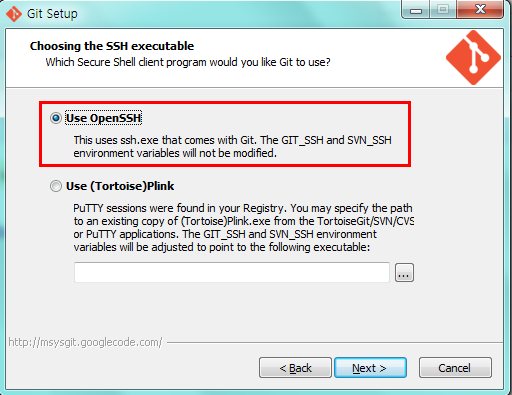 Git Setup
Choosing the SSH executable
Which Secure Shell client program would you like Git to use?
Use OpenSSH
This uses ssh.exe that comes with Git. The GIT_SSH and SVN_SSH
environment variables will not be modified.
Use (Tortoise)Plink
PuTTY sessions were found in your Registry. You may specify the path
to an existing copy of (Tortoise)Plink.exe from the TortoiseGit/SVN/CVS
or PuTTY applications. The GIT_SSH and SVN_SSH environment
variables will be adjusted to point to the following executable:
...
http://msysgit.googlecode.com/
< Back
Next >
Cancel